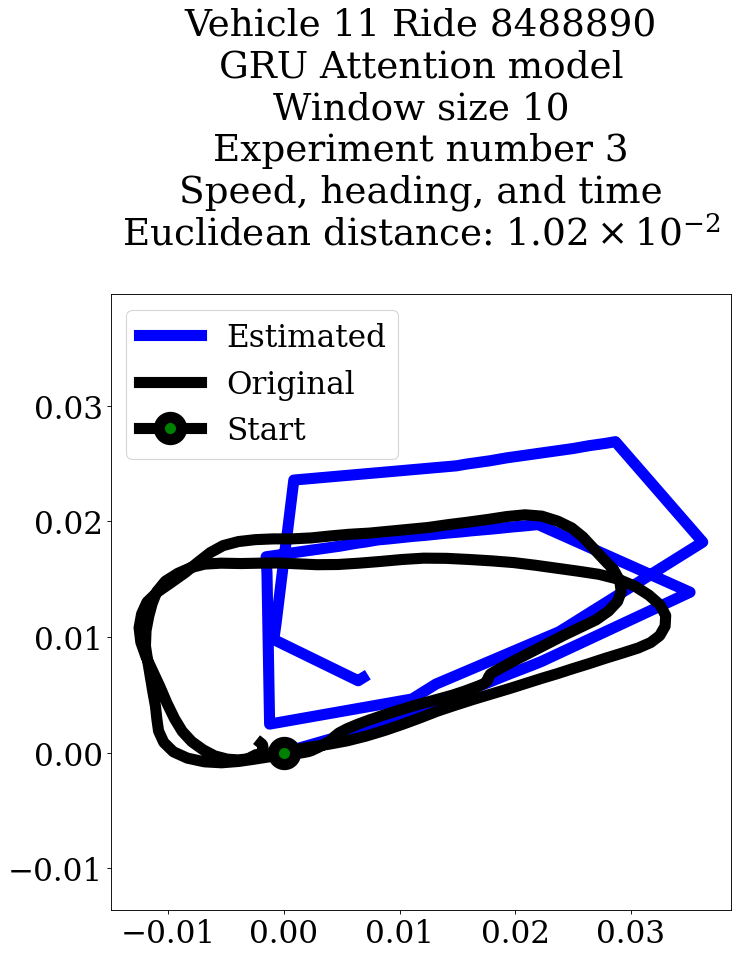 Vehicle 11 Ride 8488890
GRU Attention model
Window size 10
Experiment number 3
Speed, heading, and time
Euclidean distance: 1.02 × 10⁻²
Estimated
Original
Start
0.03
0.02
0.01
0.00
−0.01
−0.01 0.00 0.01 0.02 0.03